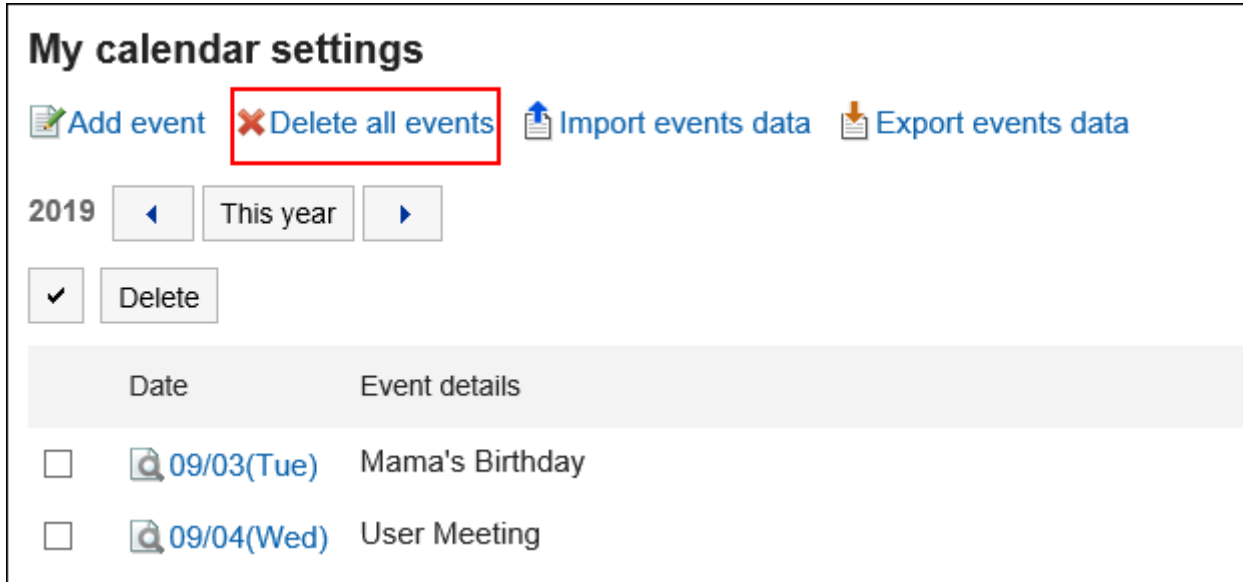 My calendar settings
Add event Delete all events Import events data Export events data
2019 This year
Delete
Date Event details
09/03(Tue) Mama's Birthday
09/04(Wed) User Meeting